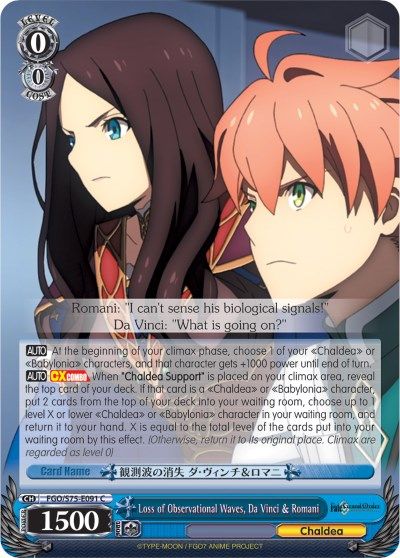 LEVEL
0
0
COST
Romani: "I can't sense his biological signals!"
Da Vinci: "What is going on?"
AUTO At the beginning of your climax phase, choose 1 of your «Chaldea» or
«Babylonia» characters, and that character gets +1000 power until end of turn.
AUTO CXCOMBO When "Chaldea Support" is placed on your climax area, reveal
the top card of your deck. If that card is a «Chaldea» or «Babylonia» character,
put 2 cards from the top of your deck into your waiting room, choose up to 1
level X or lower «Chaldea» or «Babylonia» character in your waiting room, and
return it to your hand. X is equal to the total level of the cards put into your
waiting room by this effect. (Otherwise, return it to its original place. Climax are
regarded as level 0)
Card Name
観測波の消失 ダ・ヴィンチ&ロマニ
CH
FGO/S75-E091 C
1500
Loss of Observational Waves, Da Vinci & Romani
Chaldea
©TYPE-MOON / FGO7 ANIME PROJECT